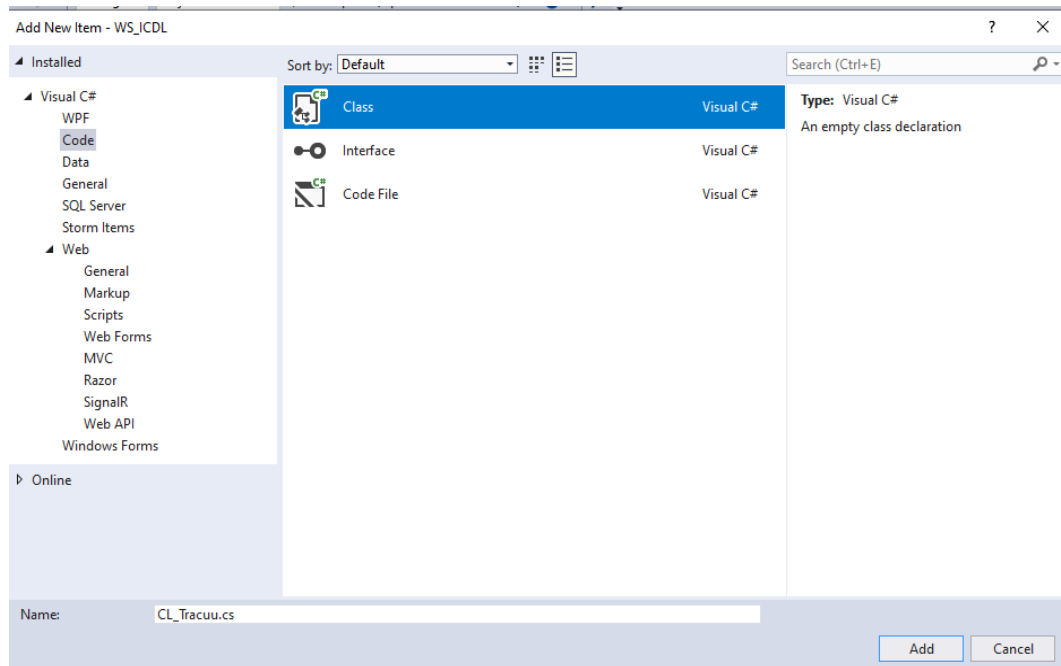 Add New Item - WS_ICDL
? ×
Installed
Sort by: Default
Search (Ctrl+E)
Visual C#
WPF
Code
Data
General
SQL Server
Storm Items
Web
General
Markup
Scripts
Web Forms
MVC
Razor
SignalR
Web API
Windows Forms
Online
C# Class Visual C#
Interface Visual C#
C# Code File Visual C#
Type: Visual C#
An empty class declaration
Name: CL_Tracuu.cs
Add Cancel